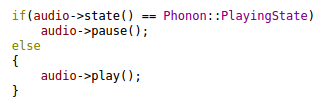 if(audio->state() == Phonon::PlayingState)
    audio->pause();
else
{
    audio->play();
}